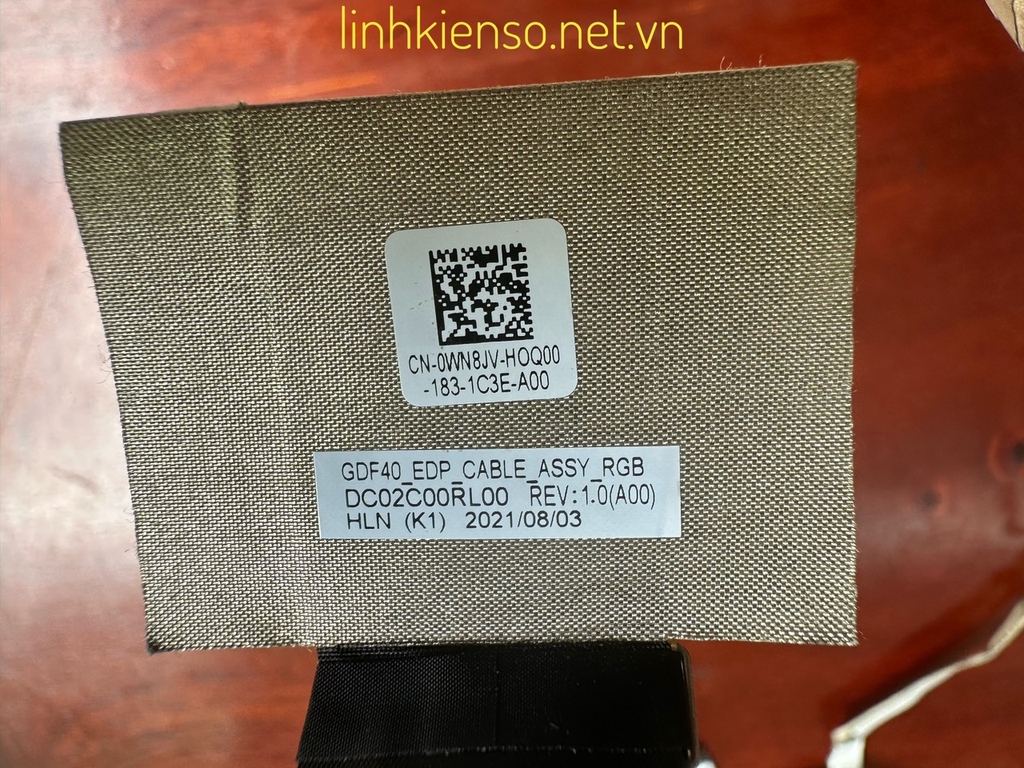 linhkienso.net.vn
CN-0WN8JV-HOQ00
-183-1C3E-A00
GDF40_EDP_CABLE_ASSY_RGB
DC02C00RL00 REV:1.0(A00)
HLN (K1) 2021/08/03